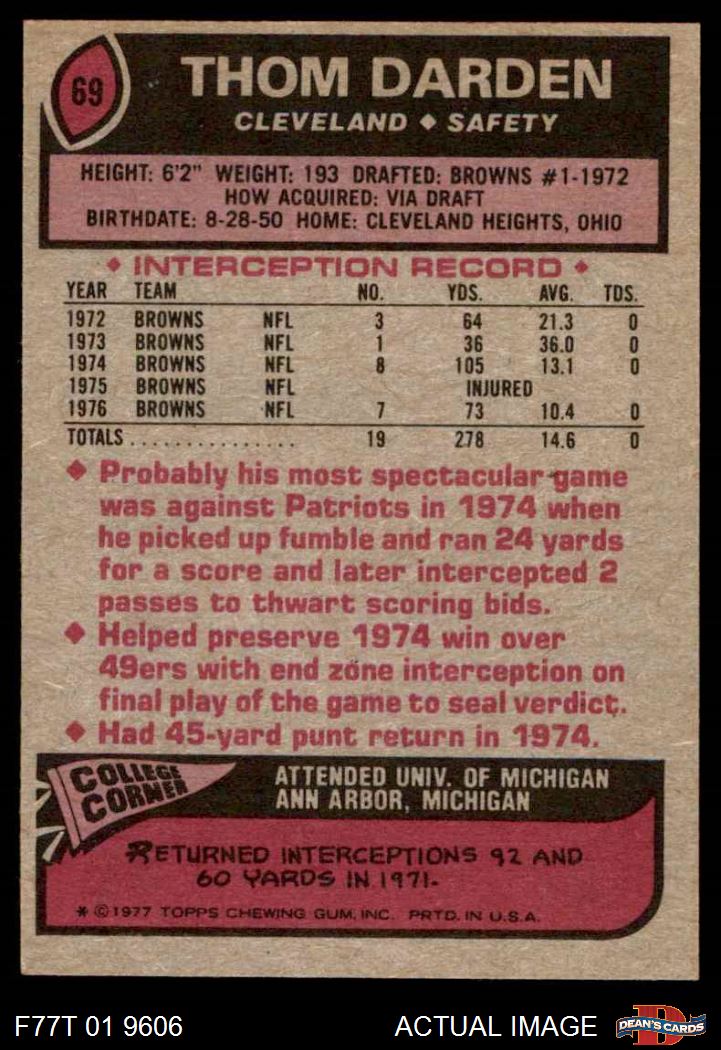 69
THOM DARDEN
CLEVELAND ♦ SAFETY
HEIGHT: 6'2" WEIGHT: 193 DRAFTED: BROWNS #1-1972
HOW ACQUIRED: VIA DRAFT
BIRTHDATE: 8-28-50 HOME: CLEVELAND HEIGHTS, OHIO
♦ INTERCEPTION RECORD ♦
YEAR TEAM NO. YDS. AVG. TDS.
1972 BROWNS NFL 3 64 21.3 0
1973 BROWNS NFL 1 36 36.0 0
1974 BROWNS NFL 8 105 13.1 0
1975 BROWNS NFL INJURED
1976 BROWNS NFL 7 73 10.4 0
TOTALS............... 19 278 14.6 0
♦ Probably his most spectacular game
was against Patriots in 1974 when
he picked up fumble and ran 24 yards
for a score and later intercepted 2
passes to thwart scoring bids.
♦ Helped preserve 1974 win over
49ers with end zone interception on
final play of the game to seal verdict.
♦ Had 45-yard punt return in 1974.
COLLEGE
CORNER
ATTENDED UNIV. OF MICHIGAN
ANN ARBOR, MICHIGAN
RETURNED INTERCEPTIONS 92 AND
60 YARDS IN 1971.
* © 1977 TOPPS CHEWING GUM, INC. PRTD. IN U.S.A.
F77T 01 9606
ACTUAL IMAGE
D
DEAN'S CARDS